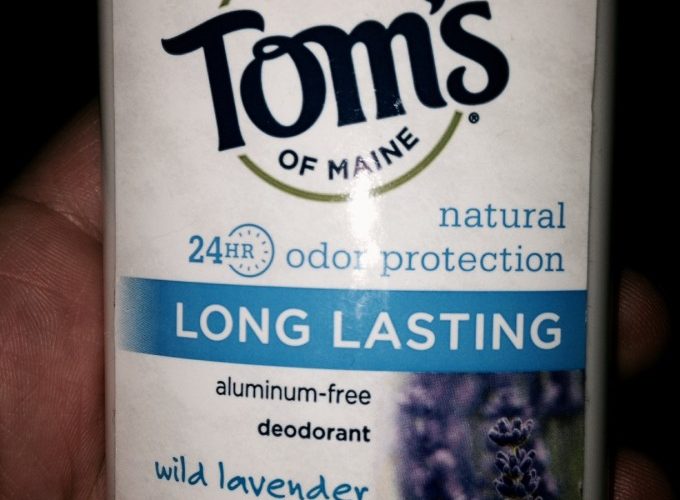 Tom's
OF MAINE®
natural
24HR odor protection
LONG LASTING
aluminum-free
deodorant
wild lavender